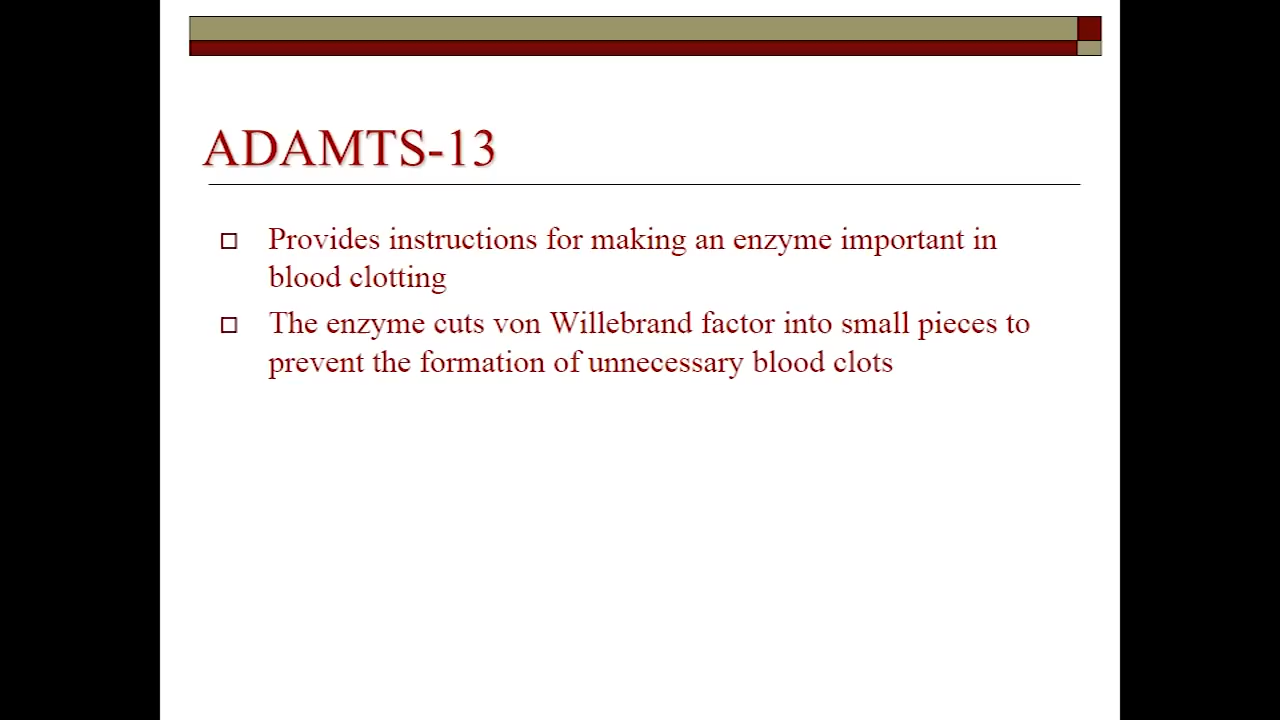 ADAMTS-13
Provides instructions for making an enzyme important in
blood clotting
The enzyme cuts von Willebrand factor into small pieces to
prevent the formation of unnecessary blood clots